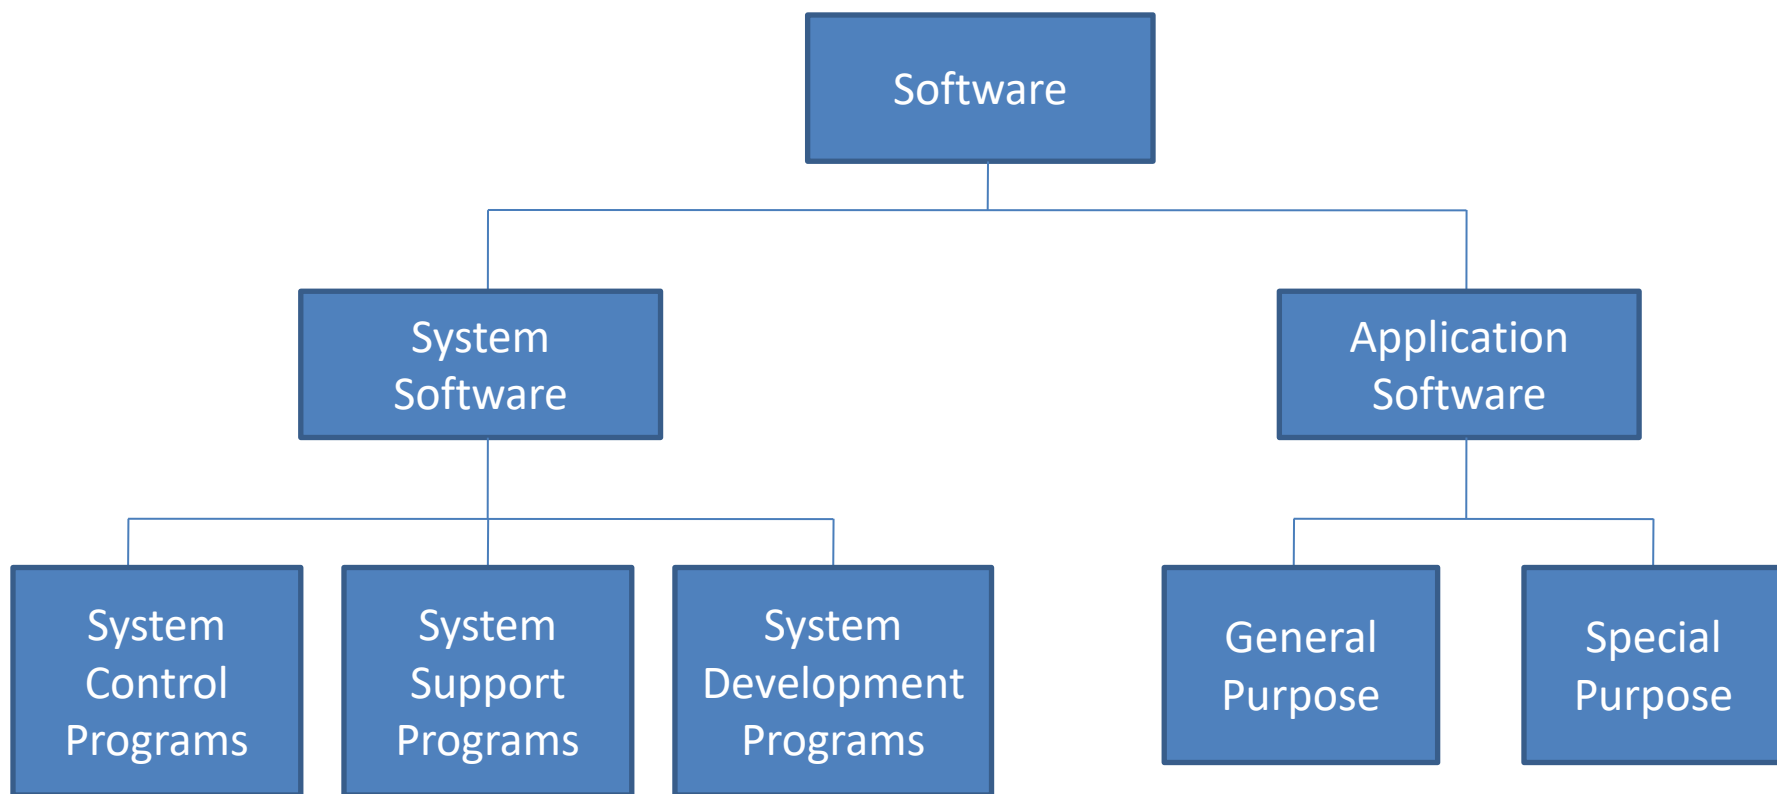 Software
System
Software
Application
Software
System
Control
Programs
System
Support
Programs
System
Development
Programs
General
Purpose
Special
Purpose